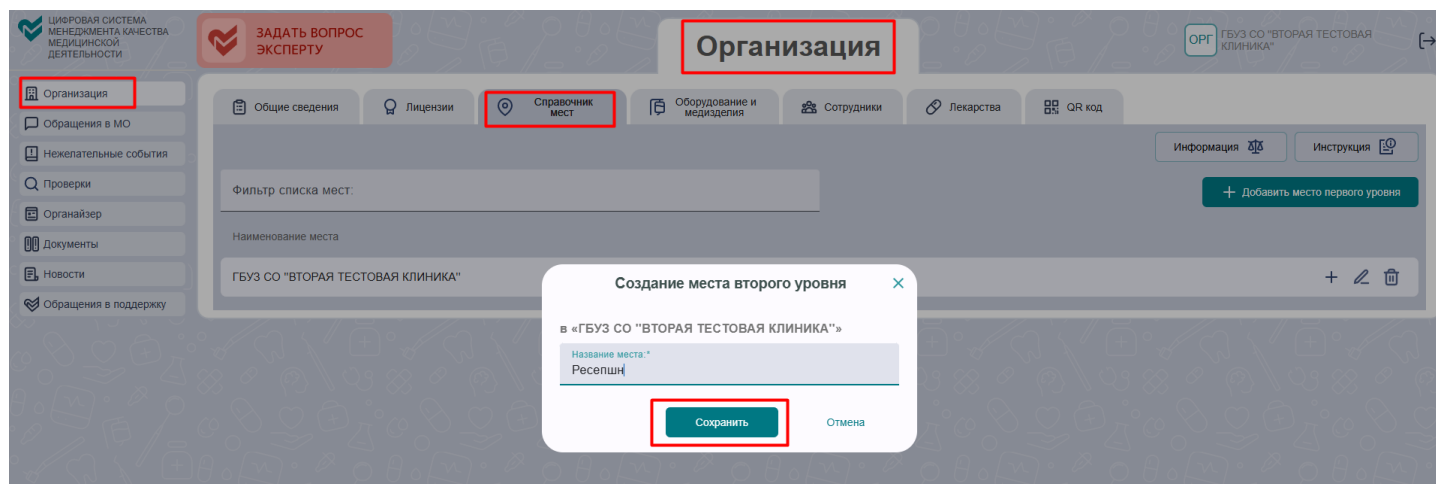 ЦИФРОВАЯ СИСТЕМА
МЕНЕДЖМЕНТА КАЧЕСТВА
МЕДИЦИНСКОЙ
ДЕЯТЕЛЬНОСТИ
ЗАДАТЬ ВОПРОС
ЭКСПЕРТУ
Организация
ОРГ
ГБУЗ СО "ВТОРАЯ ТЕСТОВАЯ
КЛИНИКА"
Организация
Обращения в МО
Нежелательные события
Проверки
Органайзер
Документы
Новости
Обращения в поддержку
Общие сведения
Лицензии
Справочник
мест
Оборудование и
медизделия
Сотрудники
Лекарства
QR код
Информация
Инструкция
Фильтр списка мест:
+ Добавить место первого уровня
Наименование места
ГБУЗ СО "ВТОРАЯ ТЕСТОВАЯ КЛИНИКА"
Создание места второго уровня
в «ГБУЗ СО "ВТОРАЯ ТЕСТОВАЯ КЛИНИКА"»
Название места:*
Ресепшн
Сохранить
Отмена